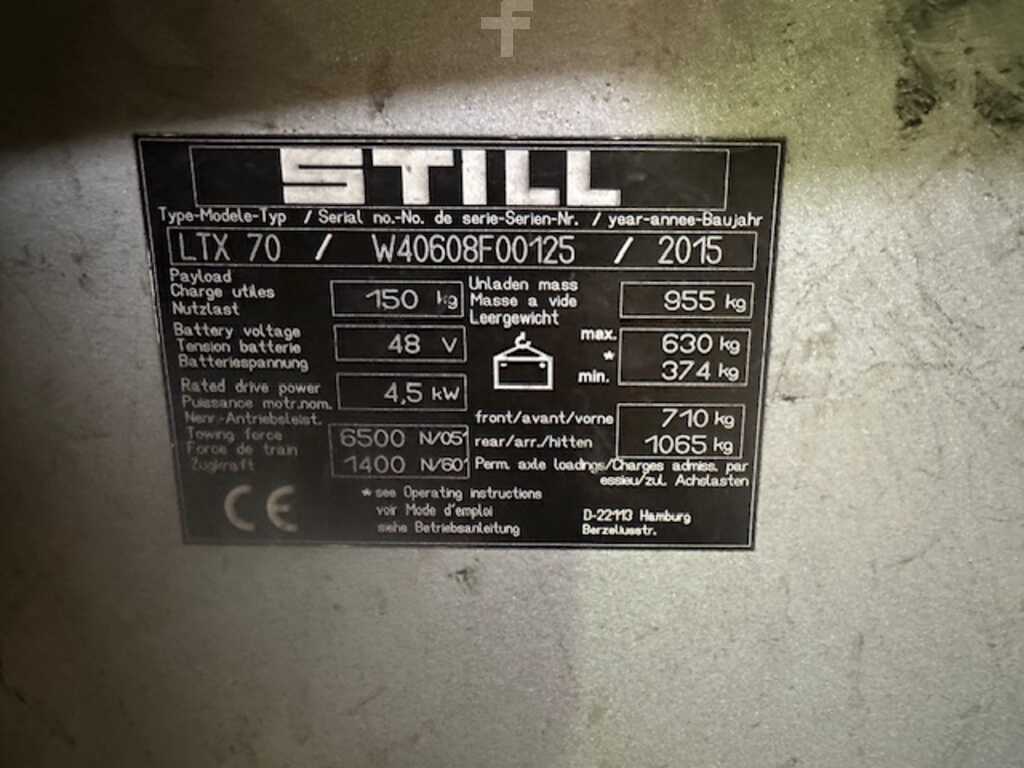 STILL
Type-Modele-Typ / Serial no.-No. de serie-Serien-Nr. / year-annee-Baujahr
LTX 70 / W40608F00125 / 2015
Payload
Charge utiles
Nutzlast
150 kg
Unladen mass
Masse a vide
Leergewicht
955 kg
Battery voltage
Tension batterie
Batteriespannung
48 V
max.
*
min.
630 kg
374 kg
Rated drive power
Puissance motr.nom.
Nenr.-Antriebsleist.
4,5 kW
front/avant/vorne
710 kg
Towing force
Force de train
Zugkraft
6500 N/05'
1400 N/60'
rear/arr./hitten
1065 kg
Perm. axle loadings/Charges admiss. par
essieu/zul. Achslasten
CE
* see Operating instructions
voir Mode d'emploi
siehe Betriebsanleitung
D-22113 Hamburg
Berzeliusstr.
f